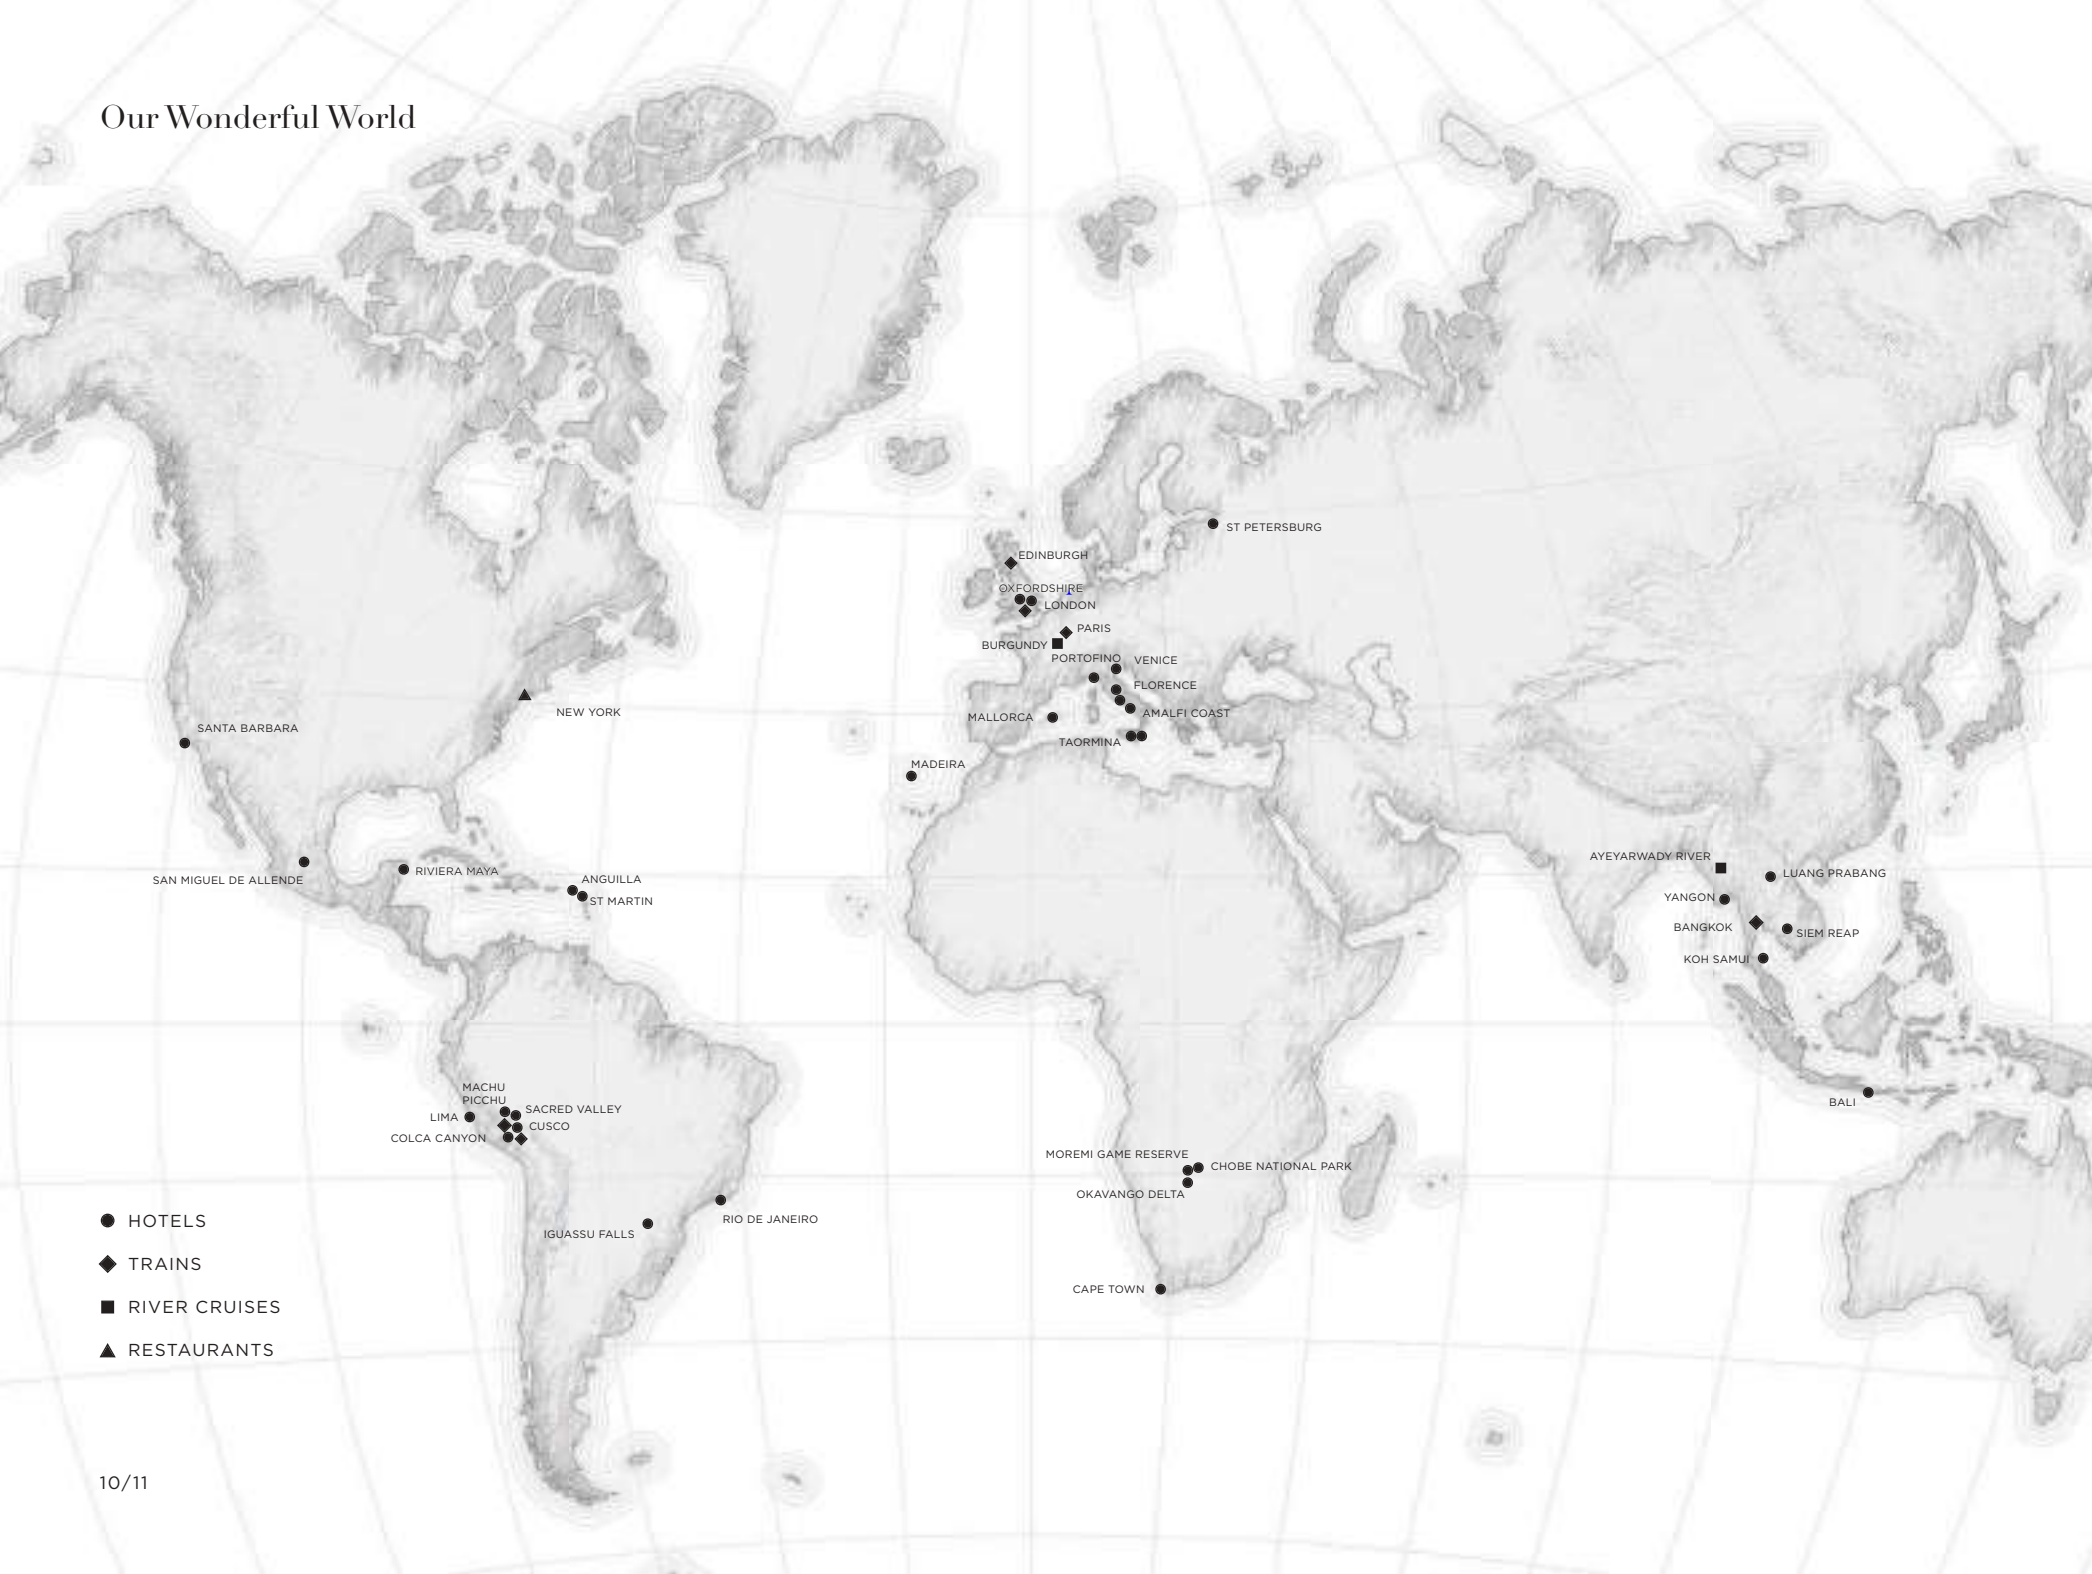 Our Wonderful World
ST PETERSBURG
EDINBURGH
OXFORDSHIRE
LONDON
PARIS
BURGUNDY
PORTOFINO
VENICE
FLORENCE
NEW YORK
MALLORCA
AMALFI COAST
SANTA BARBARA
TAORMINA
MADEIRA
AYEYARWADY RIVER
RIVIERA MAYA
LUANG PRABANG
SAN MIGUEL DE ALLENDE
ANGUILLA
ST MARTIN
YANGON
BANGKOK
SIEM REAP
KOH SAMUI
MACHU
PICCHU
SACRED VALLEY
LIMA
CUSCO
COLCA CANYON
BALI
MOREMI GAME RESERVE
CHOBE NATIONAL PARK
OKAVANGO DELTA
RIO DE JANEIRO
IGUASSU FALLS
CAPE TOWN
HOTELS
TRAINS
RIVER CRUISES
RESTAURANTS
10/11